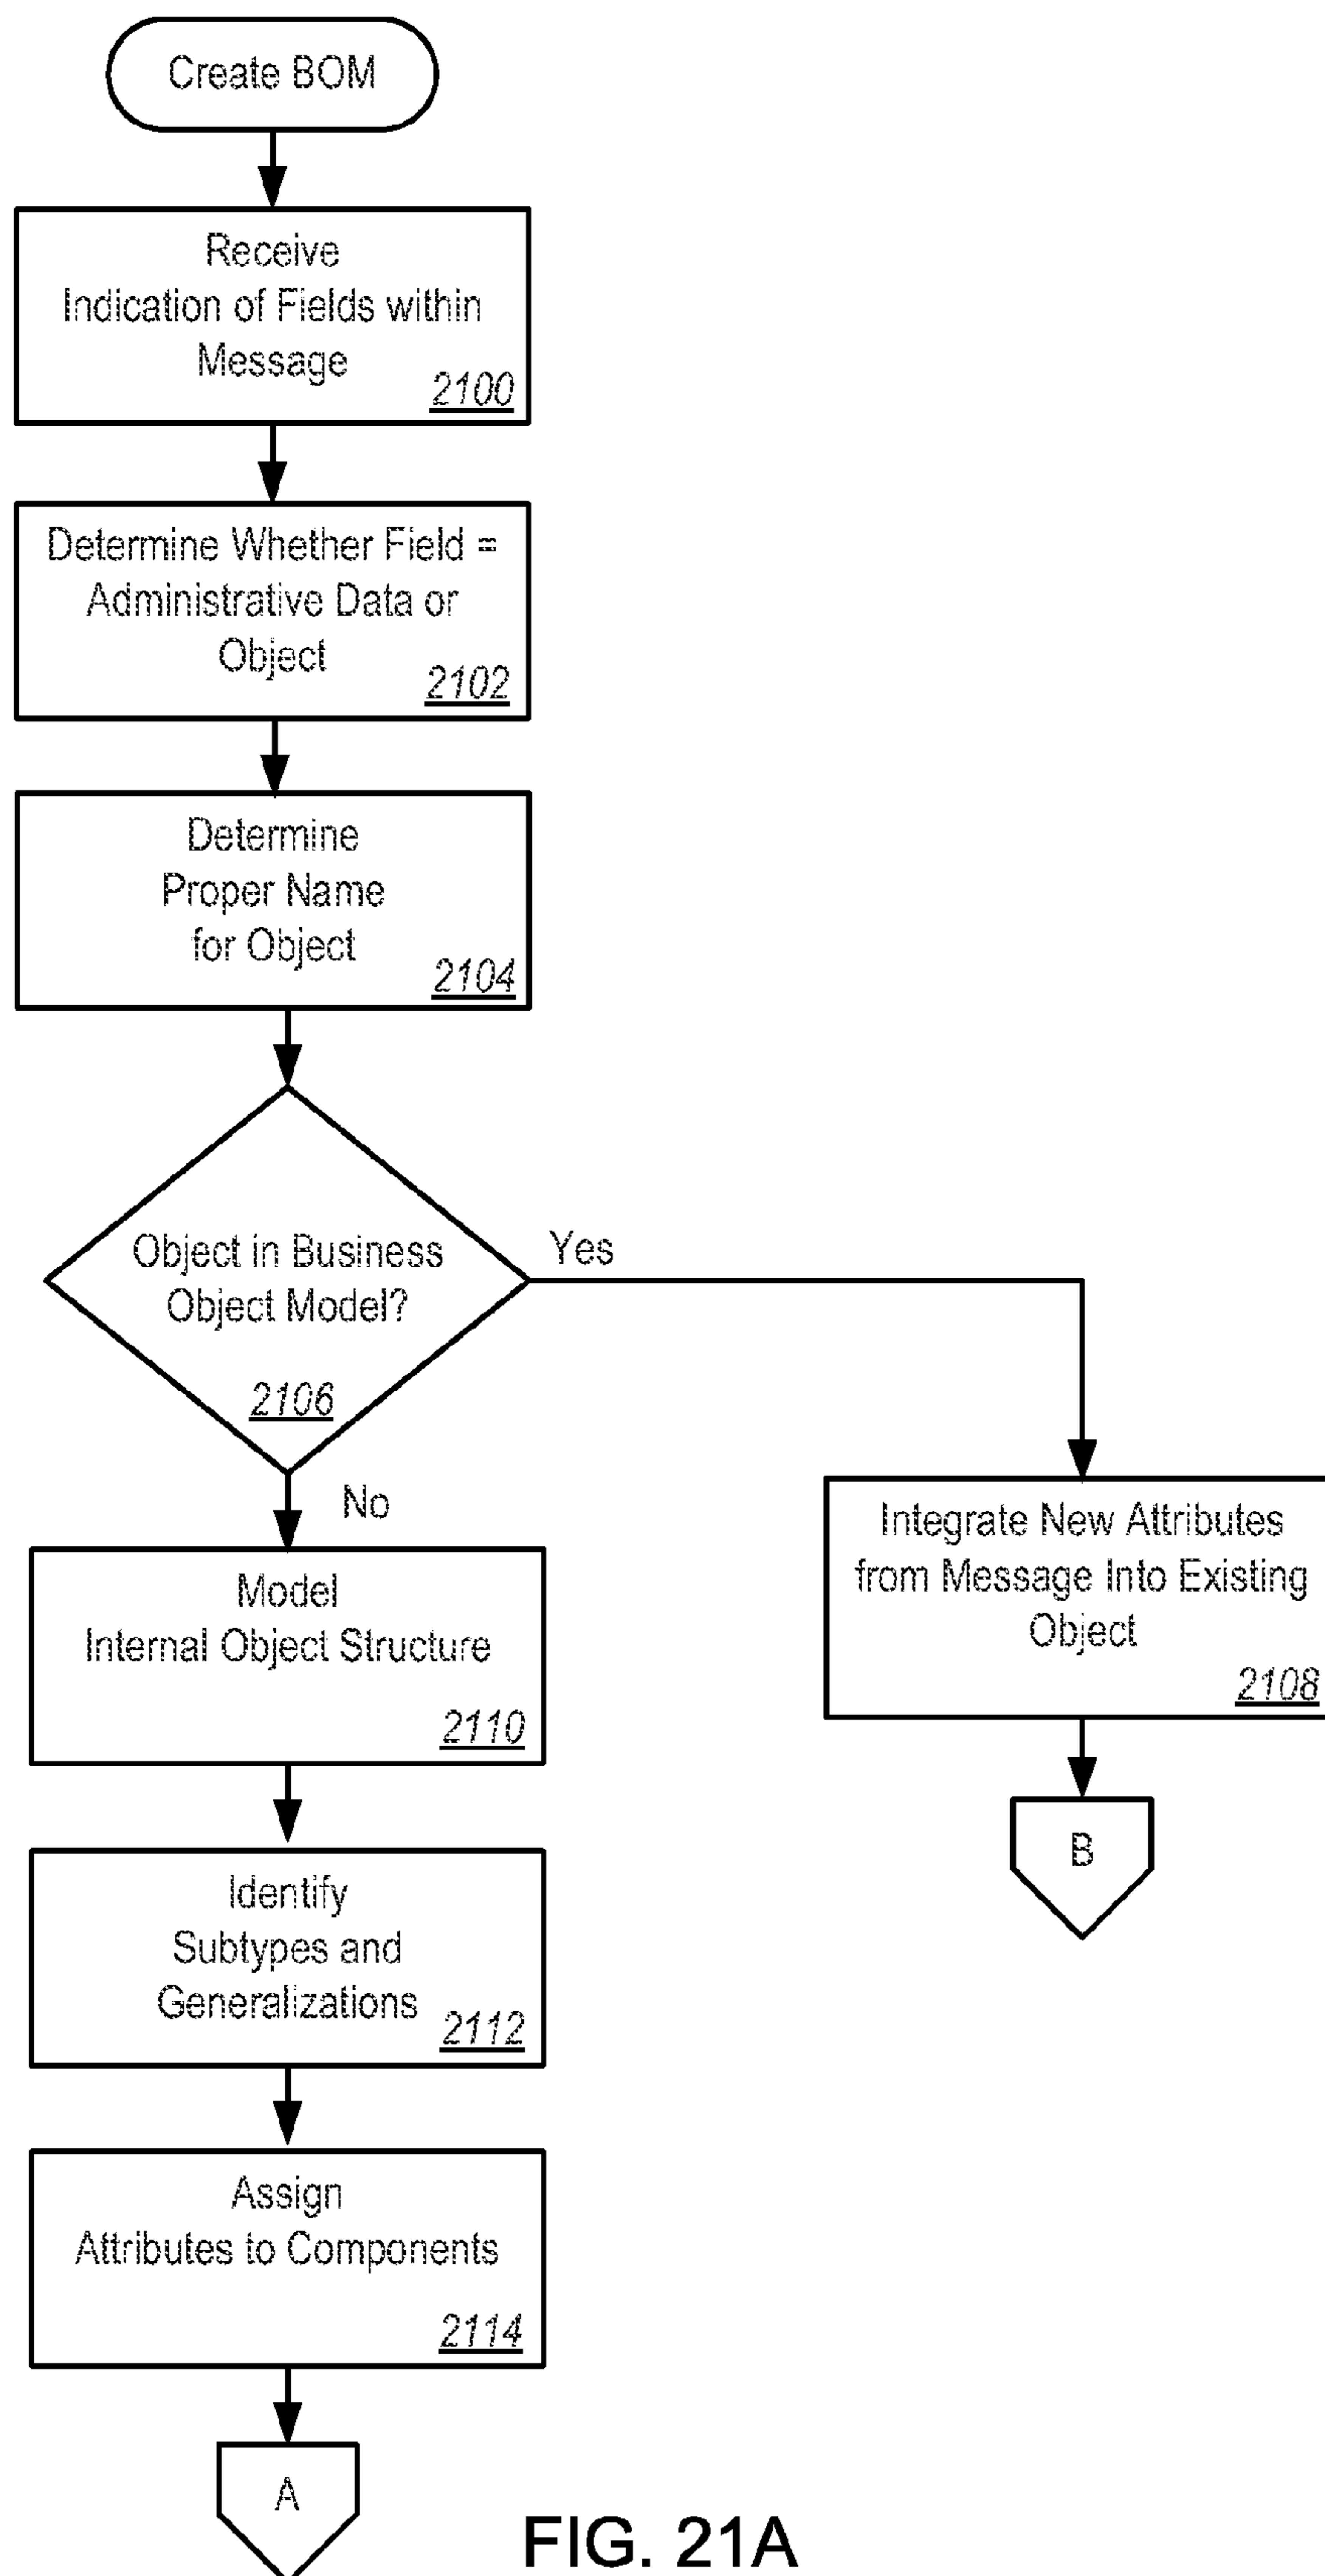 Create BOM
Receive
Indication of Fields within
Message
2100
Determine Whether Field =
Administrative Data or
Object
2102
Determine
Proper Name
for Object
2104
Object in Business
Object Model?
2106
Yes
No
Integrate New Attributes
from Message Into Existing
Object
2108
B
Model
Internal Object Structure
2110
Identify
Subtypes and
Generalizations
2112
Assign
Attributes to Components
2114
A
FIG. 21A